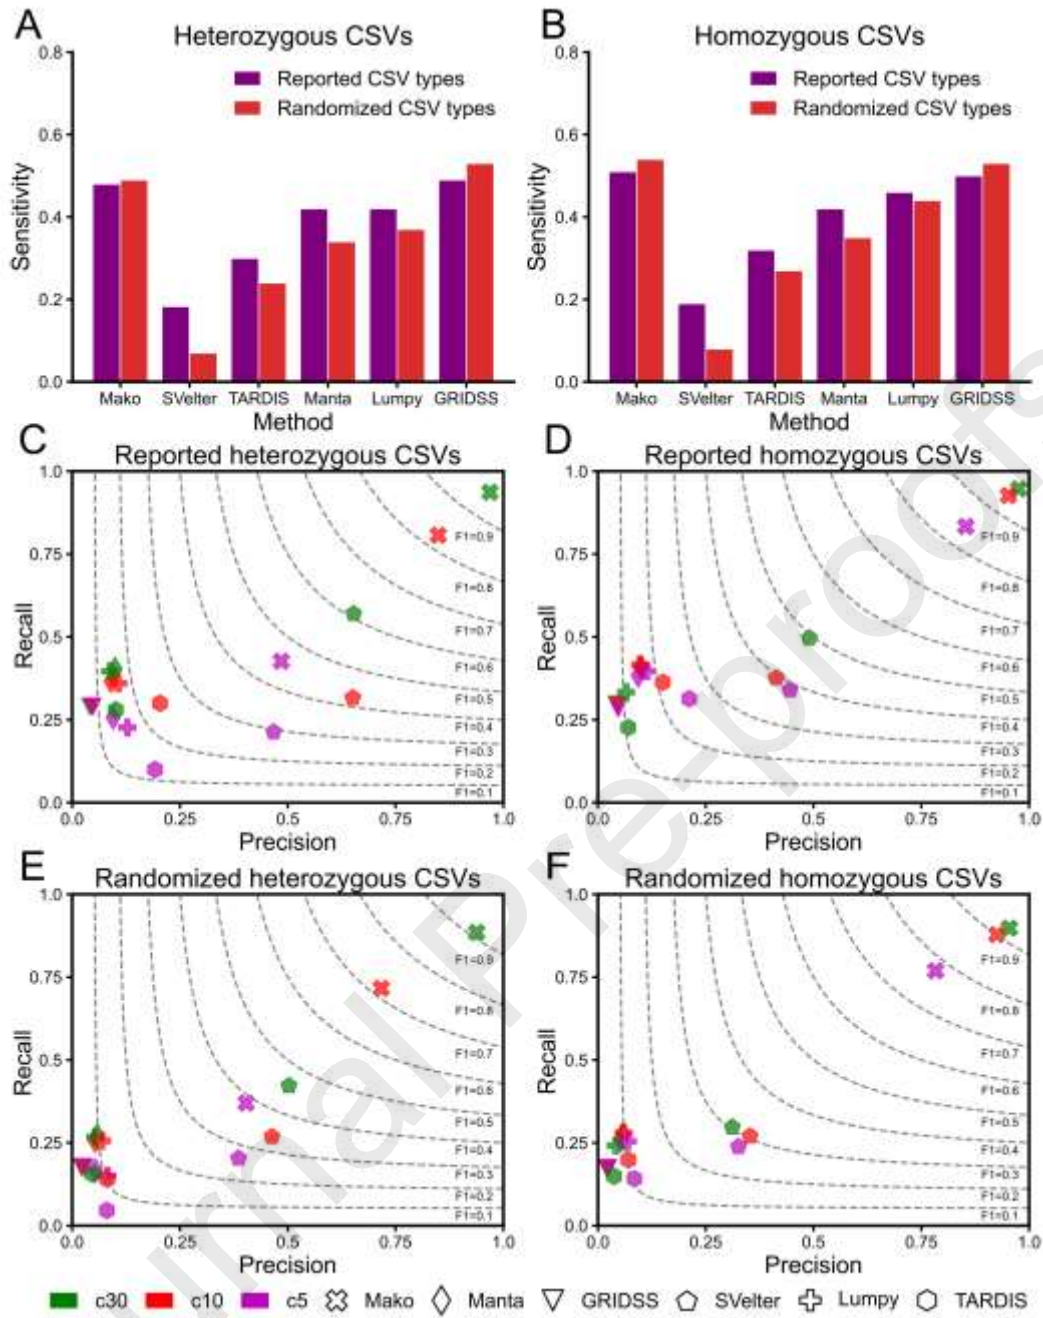 A
Heterozygous CSVs
0.8
0.6
0.4
0.2
0.0
Sensitivity
Reported CSV types
Randomized CSV types
Mako SVelter TARDIS Manta Lumpy GRIDSS
Method
B
Homozygous CSVs
0.8
0.6
0.4
0.2
0.0
Sensitivity
Reported CSV types
Randomized CSV types
Mako SVelter TARDIS Manta Lumpy GRIDSS
Method
C
Reported heterozygous CSVs
1.0
0.75
0.5
0.25
0.0
Recall
F1=0.9
F1=0.8
F1=0.7
F1=0.6
F1=0.5
F1=0.4
F1=0.3
F1=0.2
F1=0.1
0.0 0.25 0.5 0.75 1.0
Precision
D
Reported homozygous CSVs
1.0
0.75
0.5
0.25
0.0
Recall
F1=0.9
F1=0.8
F1=0.7
F1=0.6
F1=0.5
F1=0.4
F1=0.3
F1=0.2
F1=0.1
0.0 0.25 0.5 0.75 1.0
Precision
E
Randomized heterozygous CSVs
1.0
0.75
0.5
0.25
0.0
Recall
F1=0.9
F1=0.8
F1=0.7
F1=0.6
F1=0.5
F1=0.4
F1=0.3
F1=0.2
F1=0.1
0.0 0.25 0.5 0.75 1.0
Precision
F
Randomized homozygous CSVs
1.0
0.75
0.5
0.25
0.0
Recall
F1=0.9
F1=0.8
F1=0.7
F1=0.6
F1=0.5
F1=0.4
F1=0.3
F1=0.2
F1=0.1
0.0 0.25 0.5 0.75 1.0
Precision
c30 c10 c5 Mako Manta GRIDSS SVelter Lumpy TARDIS
urnal Pre-proofs